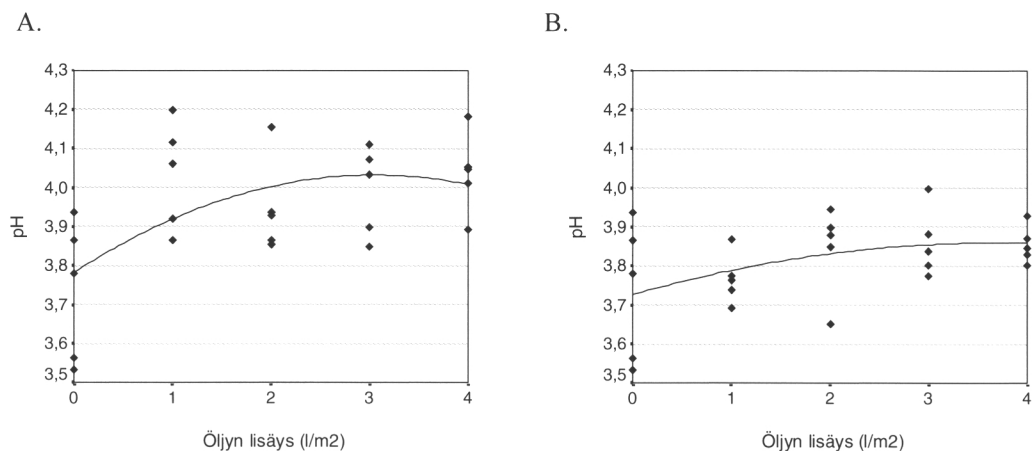 A.
4,3
4,2
4,1
4,0
3,9
3,8
3,7
3,6
3,5
pH
0 1 2 3 4
Öljyn lisäys (l/m2)
B.
4,3
4,2
4,1
4,0
3,9
3,8
3,7
3,6
3,5
pH
0 1 2 3 4
Öljyn lisäys (l/m2)